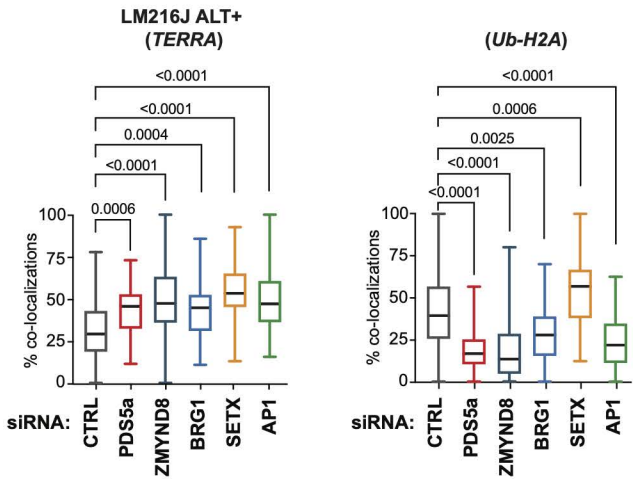 LM216J ALT+
(TERRA)
<0.0001
<0.0001
0.0004
<0.0001
0.0006
100
75
50
25
0
% co-localizations
siRNA:
CTRL
PDS5a
ZMYND8
BRG1
SETX
AP1
(Ub-H2A)
<0.0001
0.0006
0.0025
<0.0001
<0.0001
100
75
50
25
0
% co-localizations
siRNA:
CTRL
PDS5a
ZMYND8
BRG1
SETX
AP1